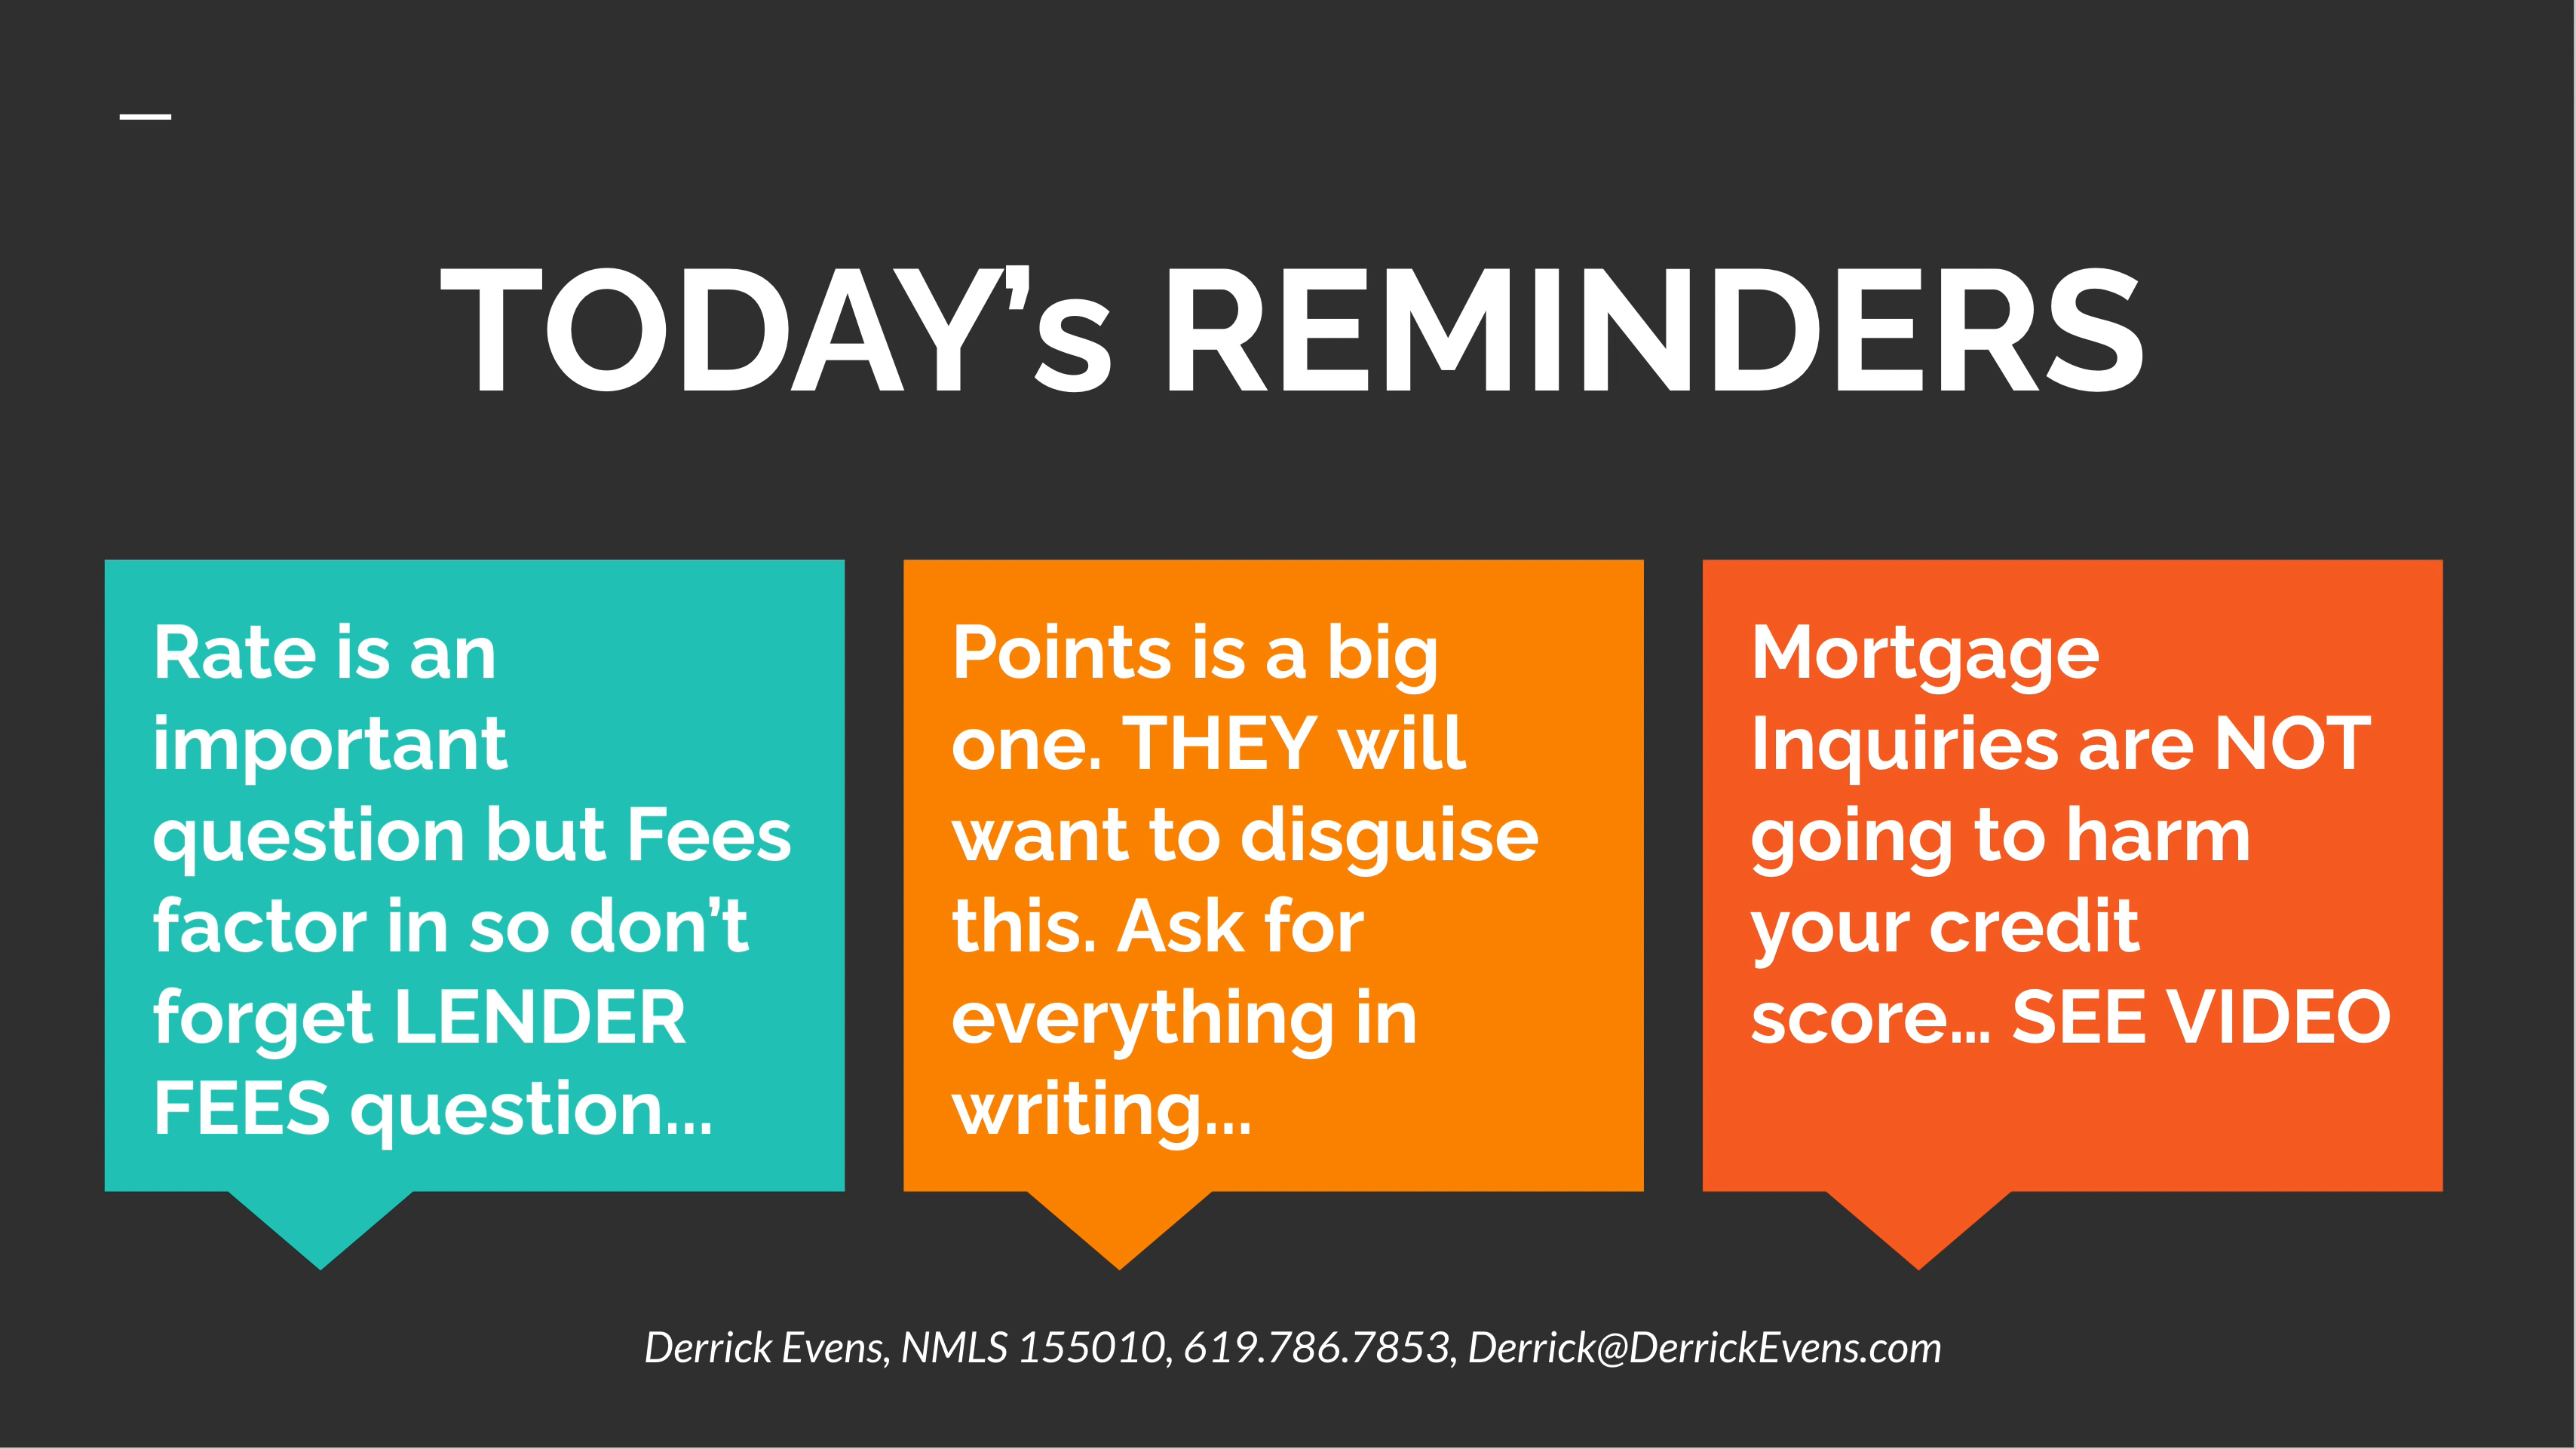 TODAY’s REMINDERS
Rate is an
important
question but Fees
factor in so don’t
forget LENDER
FEES question...
Points is a big
one. THEY will
want to disguise
this. Ask for
everything in
writing...
Mortgage
Inquiries are NOT
going to harm
your credit
score… SEE VIDEO
Derrick Evens, NMLS 155010, 619.786.7853, Derrick@DerrickEvens.com